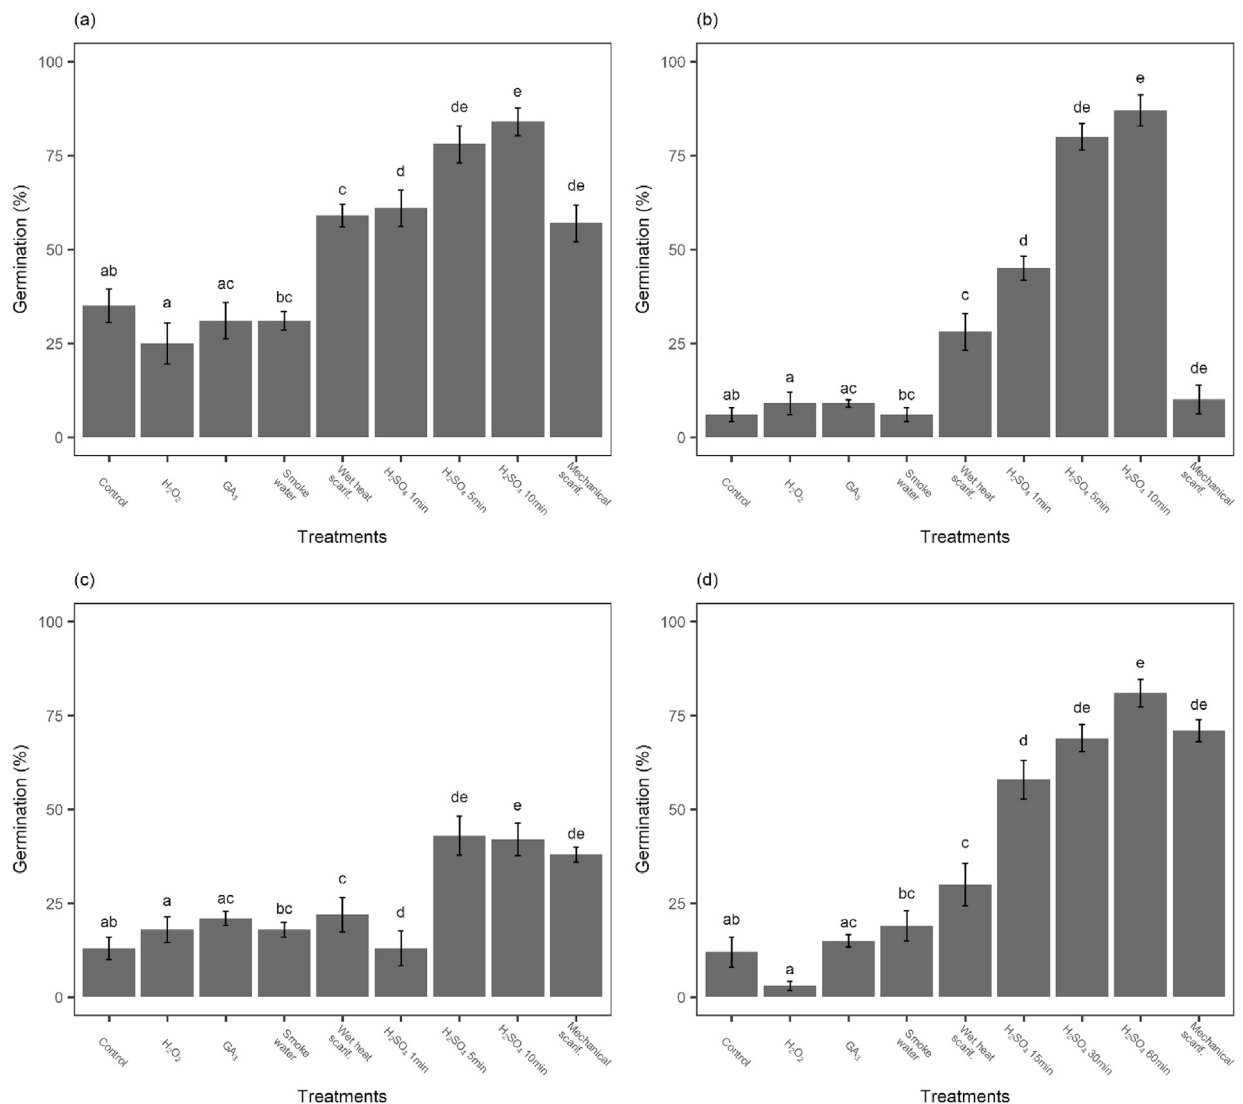 (a)
100
75
50
25
0
Germination (%)
ab
a
ac
bc
c
d
de
e
de
Control
H₂O₂
GA₃
Smoke
water
Wet heat
scarif.
H₂SO₄ 1min
H₂SO₄ 5min
H₂SO₄ 10min
Mechanical
scarif.
Treatments
(b)
100
75
50
25
0
Germination (%)
ab
a
ac
bc
c
d
de
e
de
Control
H₂O₂
GA₃
Smoke
water
Wet heat
scarif.
H₂SO₄ 1min
H₂SO₄ 5min
H₂SO₄ 10min
Mechanical
scarif.
Treatments
(c)
100
75
50
25
0
Germination (%)
ab
a
ac
bc
c
d
de
e
de
Control
H₂O₂
GA₃
Smoke
water
Wet heat
scarif.
H₂SO₄ 1min
H₂SO₄ 5min
H₂SO₄ 10min
Mechanical
scarif.
Treatments
(d)
100
75
50
25
0
Germination (%)
ab
a
ac
bc
c
d
de
e
de
Control
H₂O₂
GA₃
Smoke
water
Wet heat
scarif.
H₂SO₄ 15min
H₂SO₄ 30min
H₂SO₄ 60min
Mechanical
scarif.
Treatments